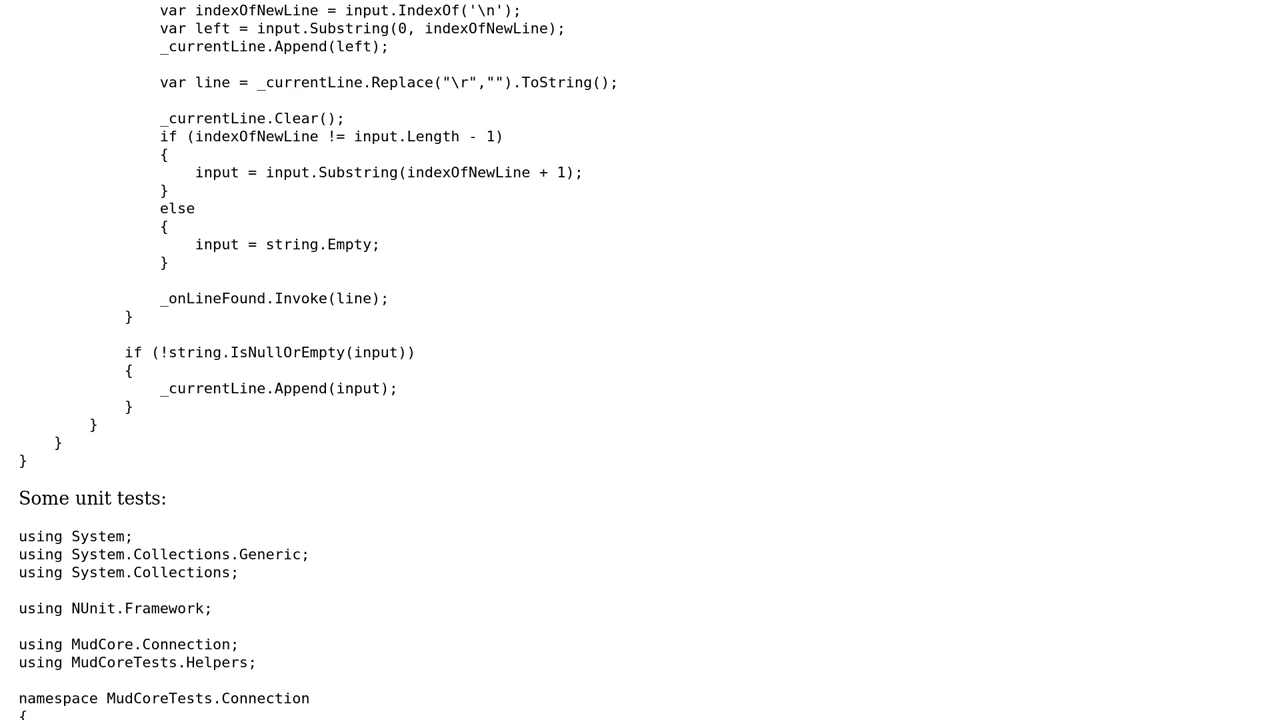 var indexOfNewLine = input.IndexOf('\n');
                var left = input.Substring(0, indexOfNewLine);
                _currentLine.Append(left);

                var line = _currentLine.Replace("\r","").ToString();

                _currentLine.Clear();
                if (indexOfNewLine != input.Length - 1)
                {
                    input = input.Substring(indexOfNewLine + 1);
                }
                else
                {
                    input = string.Empty;
                }

                _onLineFound.Invoke(line);
            }

            if (!string.IsNullOrEmpty(input))
            {
                _currentLine.Append(input);
            }
        }
    }
}
Some unit tests:
using System;
using System.Collections.Generic;
using System.Collections;

using NUnit.Framework;

using MudCore.Connection;
using MudCoreTests.Helpers;

namespace MudCoreTests.Connection
{